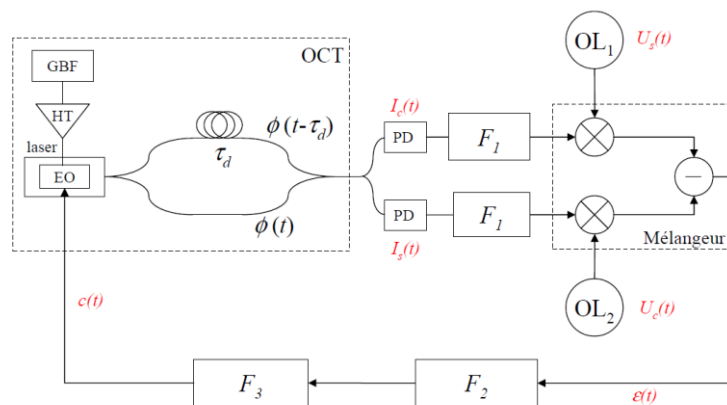 OCT
GBF
HT
laser
EO
τd
ϕ(t-τd)
ϕ(t)
Ic(t)
PD
F1
OL1
Us(t)
PD
F1
Is(t)
—
Mélangeur
OL2
Uc(t)
c(t)
F3
F2
ε(t)